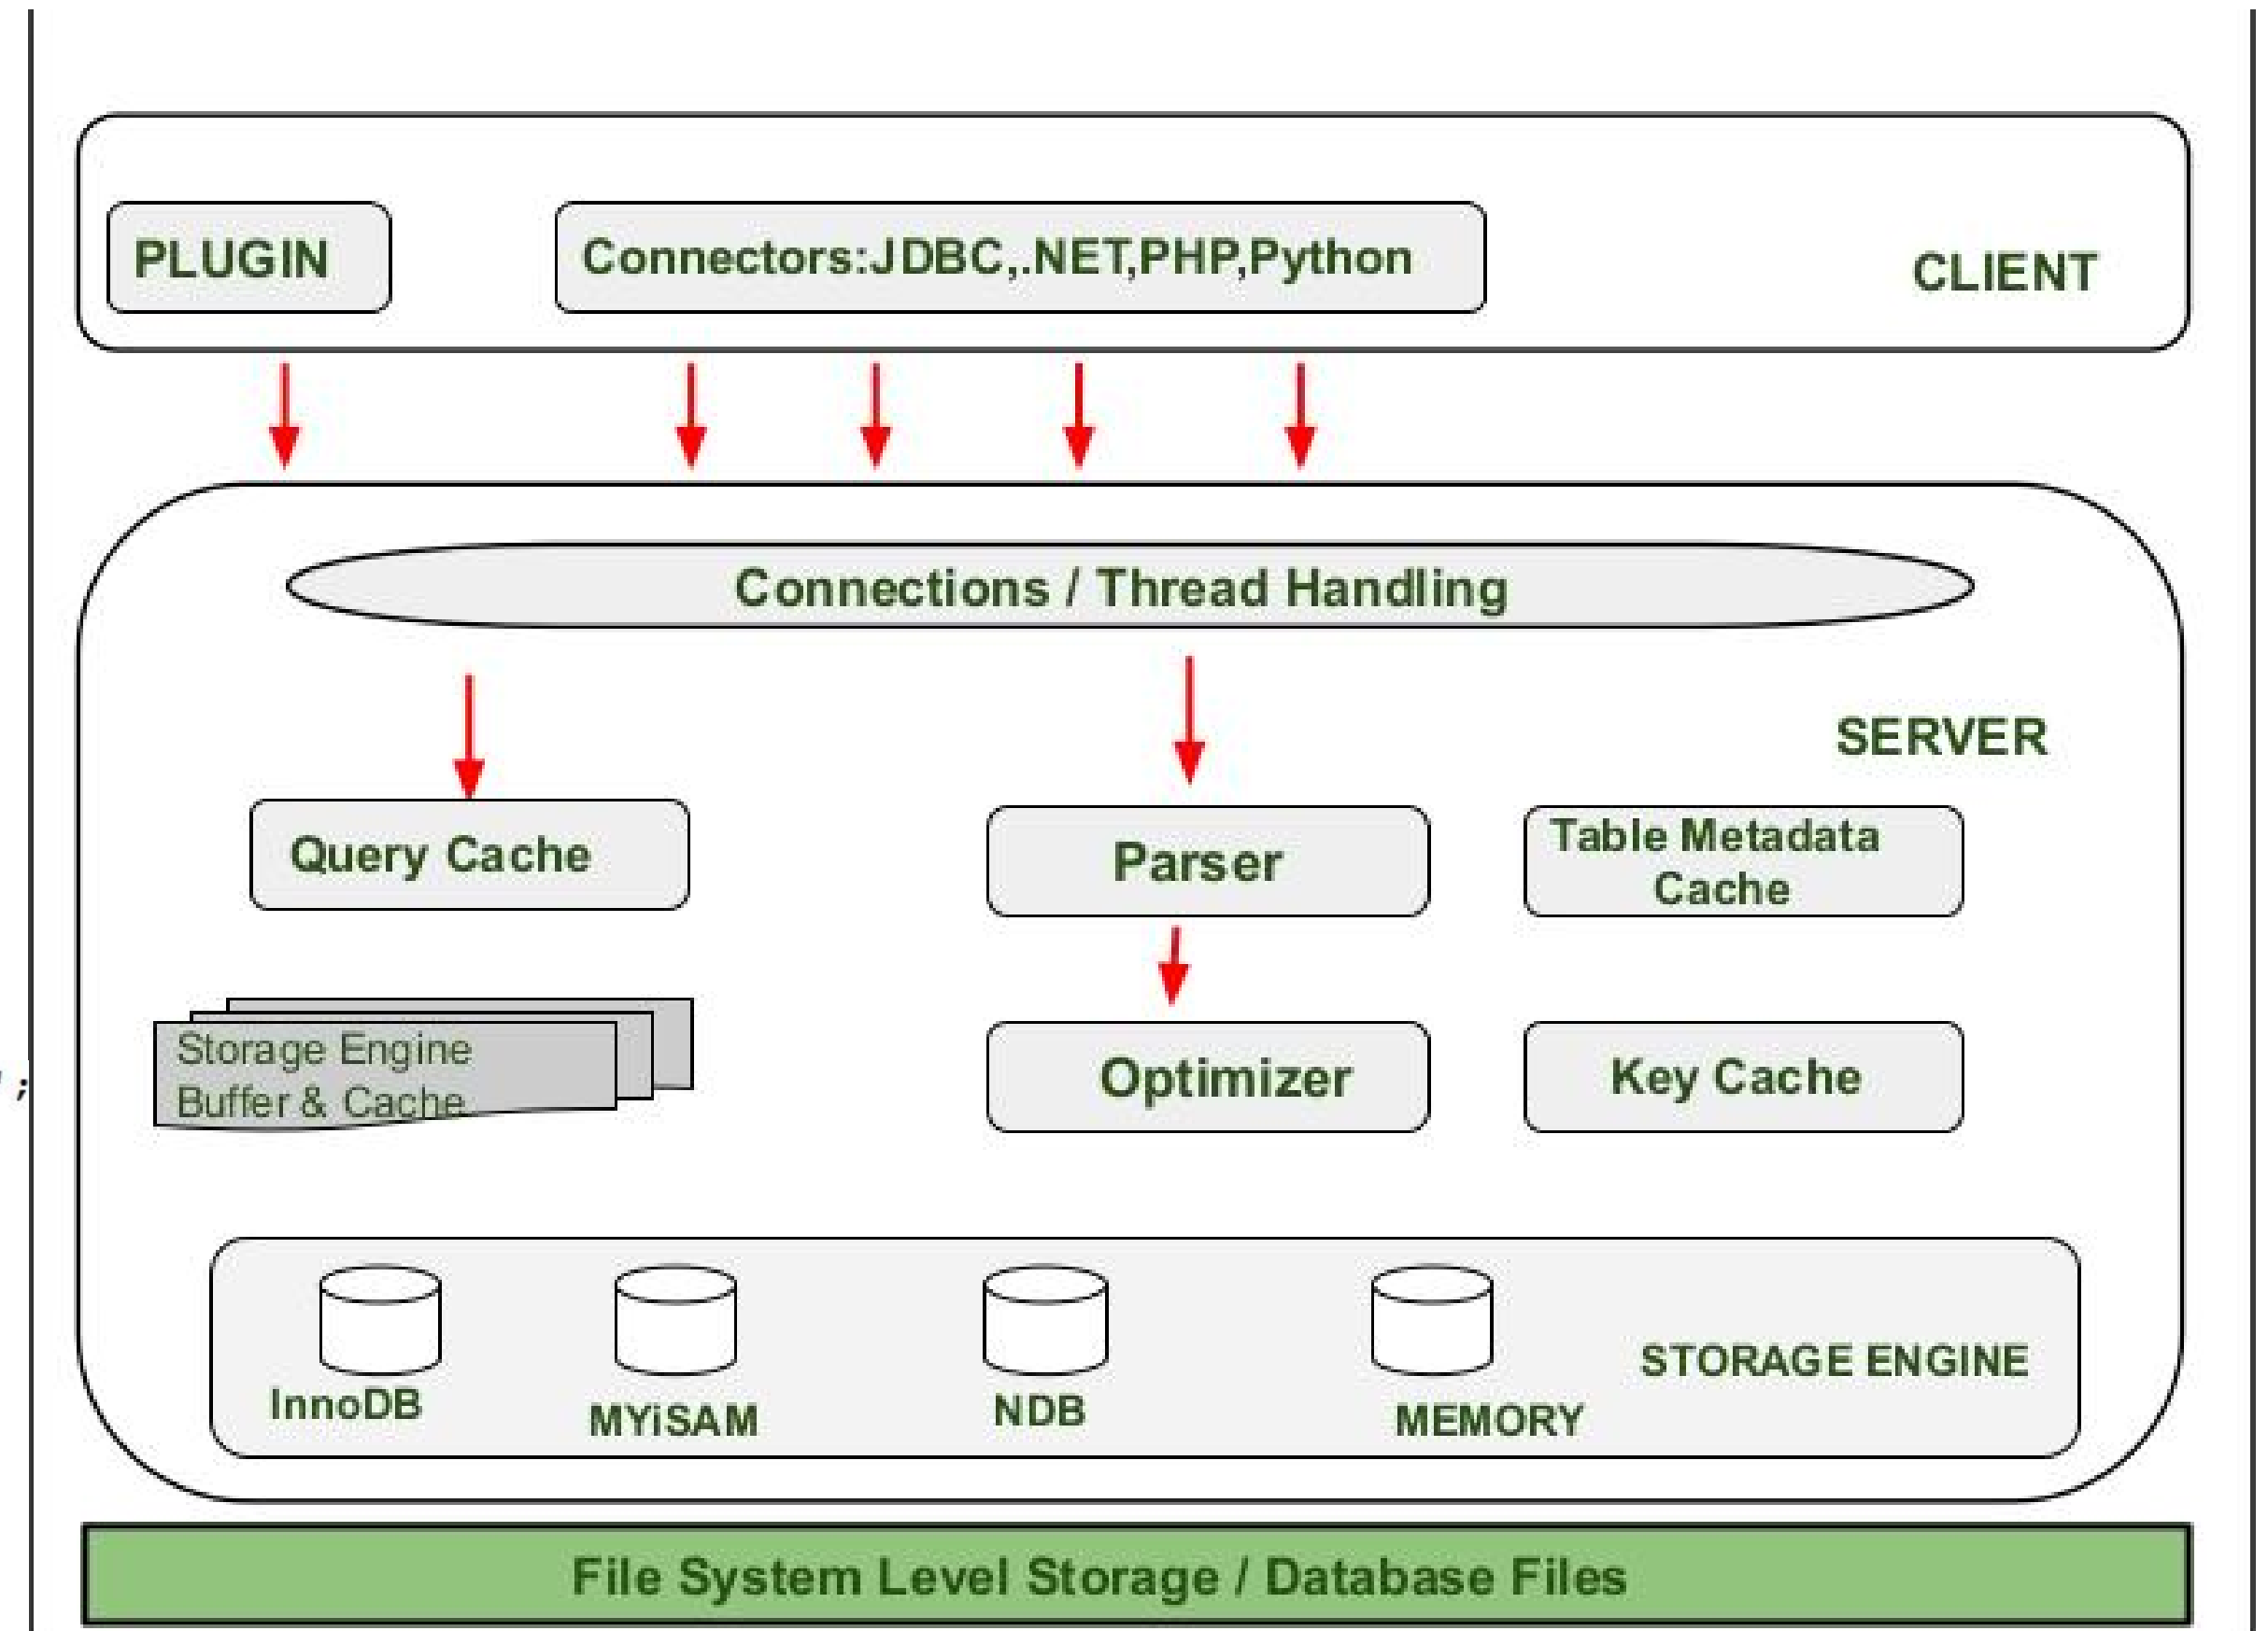 PLUGIN
Connectors:JDBC,.NET,PHP,Python
CLIENT
Connections / Thread Handling
SERVER
Query Cache
Parser
Table Metadata
Cache
Storage Engine
Buffer & Cache
Optimizer
Key Cache
';
InnoDB
MYiSAM
NDB
MEMORY
STORAGE ENGINE
File System Level Storage / Database Files